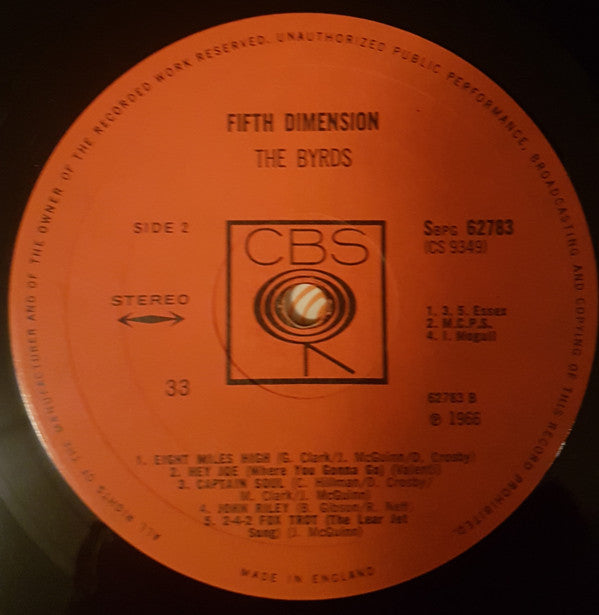 ALL RIGHTS OF THE MANUFACTURER AND OF THE OWNER OF THE RECORDED WORK RESERVED. UNAUTHORIZED PUBLIC PERFORMANCE, BROADCASTING AND COPYING OF THIS RECORD PROHIBITED.
FIFTH DIMENSION
THE BYRDS
SIDE 2
CBS
SBPG 62783
(CS 9349)
STEREO
1. 3. 5. Essex
2. M.C.P.S.
4. I. Mogull
33
62783 B
℗ 1966
1. EIGHT MILES HIGH (G. Clark/J. McGuinn/D. Crosby)
2. HEY JOE (Where You Gonna Go) (Valenti)
3. CAPTAIN SOUL (C. Hillman/D. Crosby/
M. Clark/J. McGuinn)
4. JOHN RILEY (B. Gibson/R. Neff)
5. 2-4-2 FOX TROT (The Lear Jet
Song) (J. McGuinn)
MADE IN ENGLAND